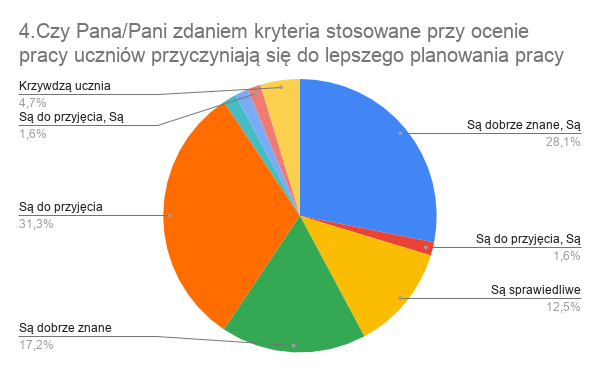 4.Czy Pana/Pani zdaniem kryteria stosowane przy ocenie
pracy uczniów przyczyniają się do lepszego planowania pracy
Krzywdzą ucznia
4,7%
Są do przyjęcia, Są
1,6%
Są do przyjęcia
31,3%
Są dobrze znane
17,2%
Są dobrze znane, Są
28,1%
Są do przyjęcia, Są
1,6%
Są sprawiedliwe
12,5%